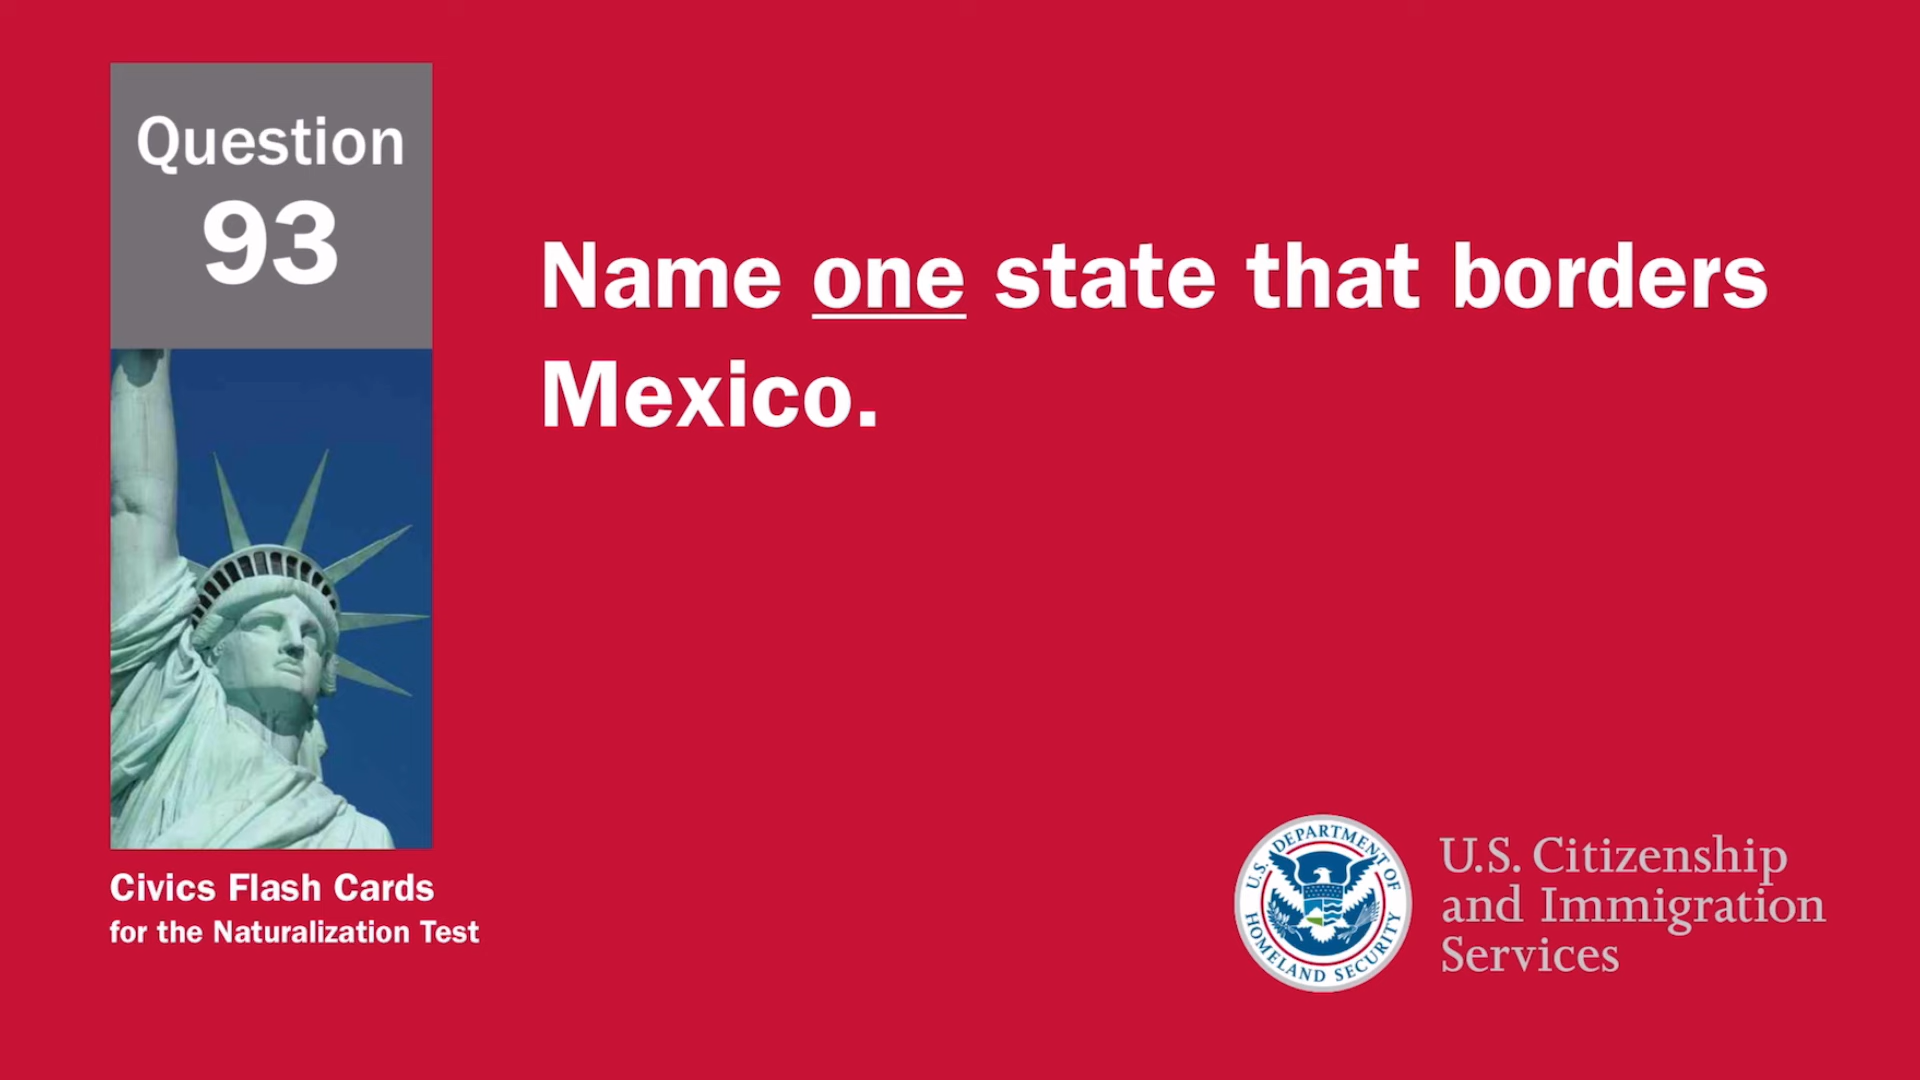 Question
93
Name one state that borders
Mexico.
Civics Flash Cards
for the Naturalization Test
U.S. DEPARTMENT OF
HOMELAND SECURITY
U.S. Citizenship
and Immigration
Services